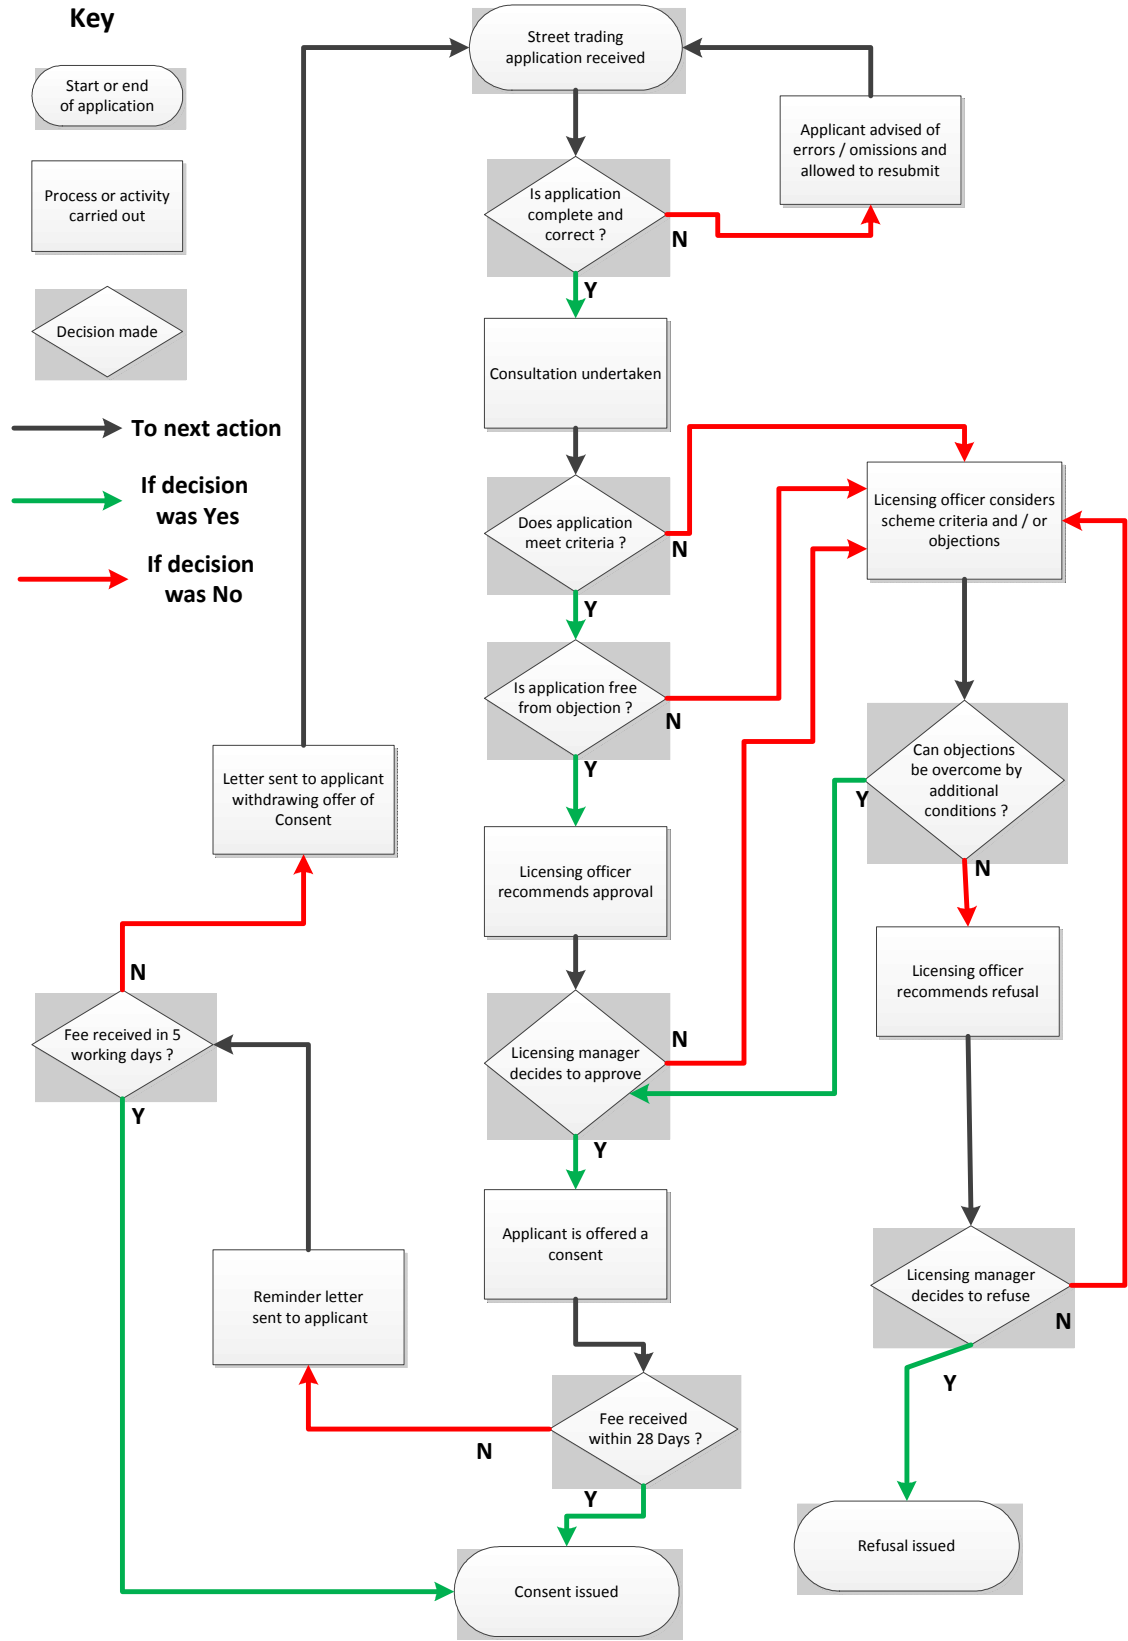 Key
Start or end
of application
Process or activity
carried out
Decision made
To next action
If decision
was Yes
If decision
was No
Street trading
application received
Applicant advised of
errors / omissions and
allowed to resubmit
Is application
complete and
correct ?
N
Y
Consultation undertaken
Does application
meet criteria ?
N
Y
Licensing officer considers
scheme criteria and / or
objections
Is application free
from objection ?
N
Y
Can objections
be overcome by
additional
conditions ?
Y
N
Letter sent to applicant
withdrawing offer of
Consent
Licensing officer
recommends approval
Licensing officer
recommends refusal
N
Fee received in 5
working days ?
Y
Licensing manager
decides to approve
N
Y
Applicant is offered a
consent
Reminder letter
sent to applicant
Licensing manager
decides to refuse
N
Y
Fee received
within 28 Days ?
N
Y
Refusal issued
Consent issued